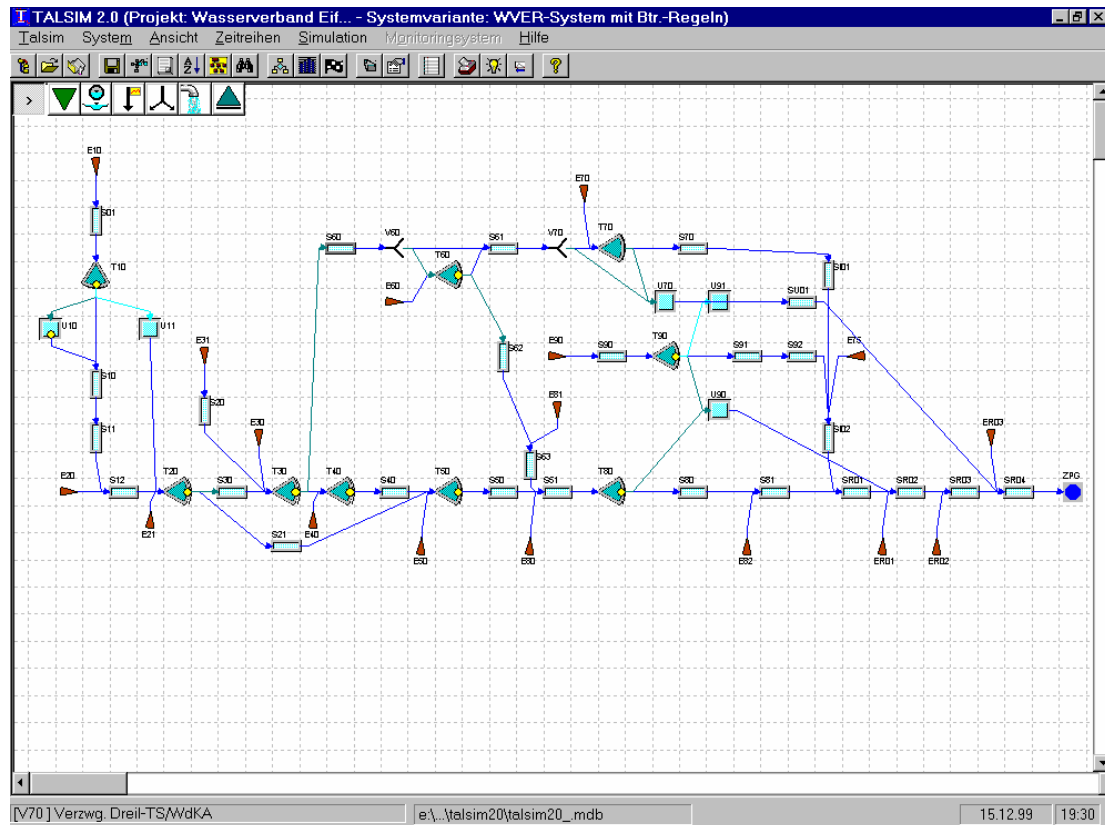 TALSIM 2.0 (Projekt: Wasserverband Eif... - Systemvariante: WVER-System mit Btr.-Regeln)
Talsim System Ansicht Zeitreihen Simulation Monitoringsystem Hilfe
E10
E70
S01
S60 V60 S61 V70 T70 S70
T10
T60
SI01
E60
U70 U91 SU01
U10 U11
E31
S62
E90 S90 T90 S91 S92 E75
S10
S20
E81
U90
S11
E30
S63
SI02
ER03
E20 S12 T20 S30 T30 T40 S40 T50 S50 S51 T80 S80 S81 SR01 SR02 SR03 SR04 ZPG
E21
S21
E40
E50
E80
E82
ER01
ER02
[V70 ] Verzwg. Dreil-TS/WdKA e:\...\talsim20\talsim20_.mdb 15.12.99 19:30